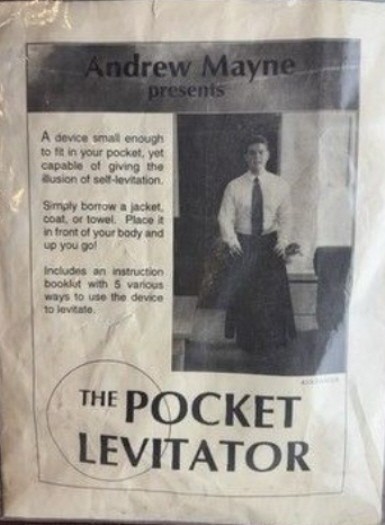 Andrew Mayne
presents
A device small enough
to fit in your pocket, yet
capable of giving the
illusion of self-levitation.
Simply borrow a jacket,
coat, or towel. Place it
in front of your body and
up you go!
Includes an instruction
booklet with 5 various
ways to use the device
to levitate.
THE POCKET
LEVITATOR